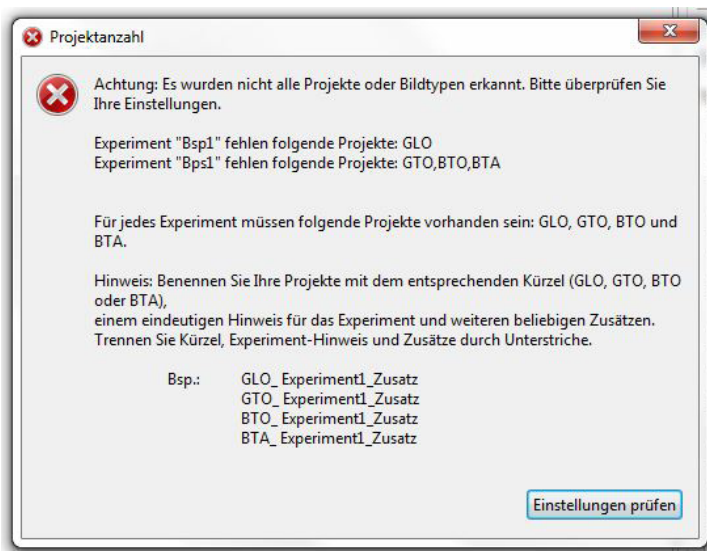 Projektanzahl
Achtung: Es wurden nicht alle Projekte oder Bildtypen erkannt. Bitte überprüfen Sie
Ihre Einstellungen.
Experiment "Bsp1" fehlen folgende Projekte: GLO
Experiment "Bps1" fehlen folgende Projekte: GTO,BTO,BTA
Für jedes Experiment müssen folgende Projekte vorhanden sein: GLO, GTO, BTO und
BTA.
Hinweis: Benennen Sie Ihre Projekte mit dem entsprechenden Kürzel (GLO, GTO, BTO
oder BTA),
einem eindeutigen Hinweis für das Experiment und weiteren beliebigen Zusätzen.
Trennen Sie Kürzel, Experiment-Hinweis und Zusätze durch Unterstriche.
Bsp.: GLO_ Experiment1_Zusatz
GTO_ Experiment1_Zusatz
BTO_ Experiment1_Zusatz
BTA_ Experiment1_Zusatz
Einstellungen prüfen